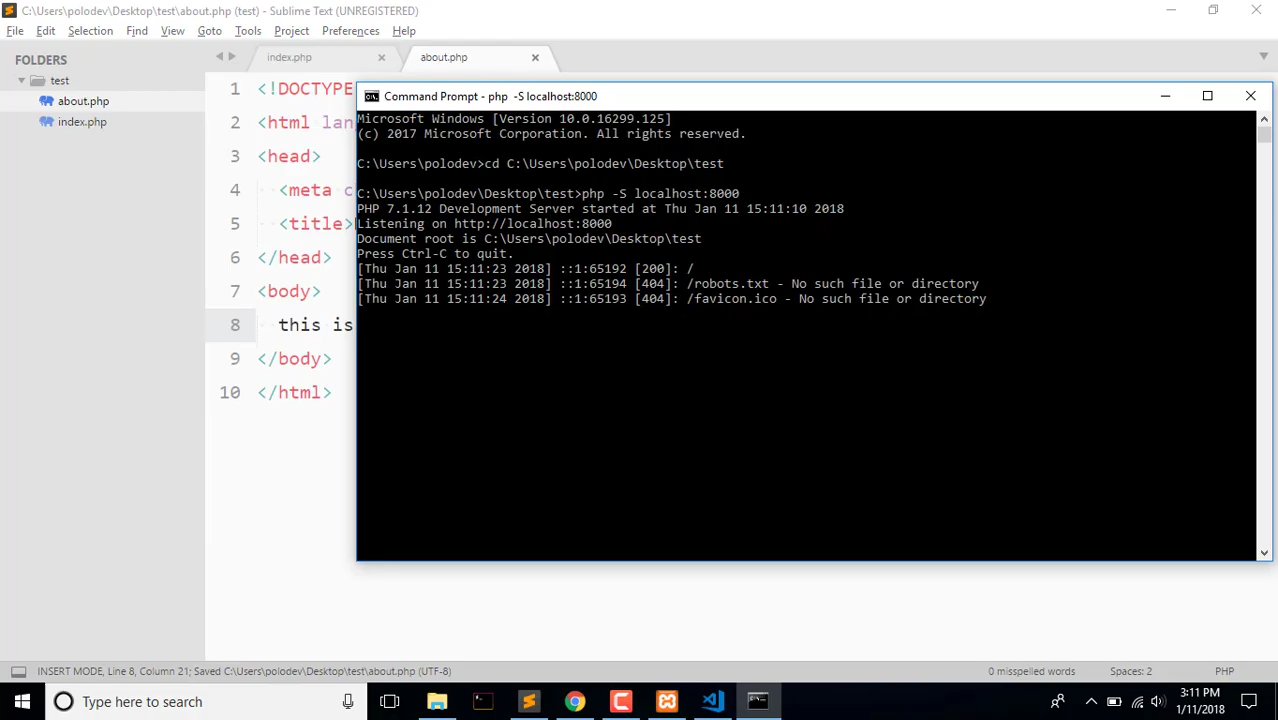 C:\Users\polodev\Desktop\test\about.php (test) - Sublime Text (UNREGISTERED)
File Edit Selection Find View Goto Tools Project Preferences Help
FOLDERS
test
about.php
index.php
index.php about.php
1 <!DOCTYPE
2 <html lan
3 <head>
4 <meta c
5 <title>
6 </head>
7 <body>
8 this is
9 </body>
10 </html>
Command Prompt - php -S localhost:8000
Microsoft Windows [Version 10.0.16299.125]
(c) 2017 Microsoft Corporation. All rights reserved.
C:\Users\polodev>cd C:\Users\polodev\Desktop\test
C:\Users\polodev\Desktop\test>php -S localhost:8000
PHP 7.1.12 Development Server started at Thu Jan 11 15:11:10 2018
Listening on http://localhost:8000
Document root is C:\Users\polodev\Desktop\test
Press Ctrl-C to quit.
[Thu Jan 11 15:11:23 2018] ::1:65192 [200]: /
[Thu Jan 11 15:11:23 2018] ::1:65194 [404]: /robots.txt - No such file or directory
[Thu Jan 11 15:11:24 2018] ::1:65193 [404]: /favicon.ico - No such file or directory
INSERT MODE, Line 8, Column 21; Saved C:\Users\polodev\Desktop\test\about.php (UTF-8) 0 misspelled words Spaces: 2 PHP
Type here to search
3:11 PM
1/11/2018